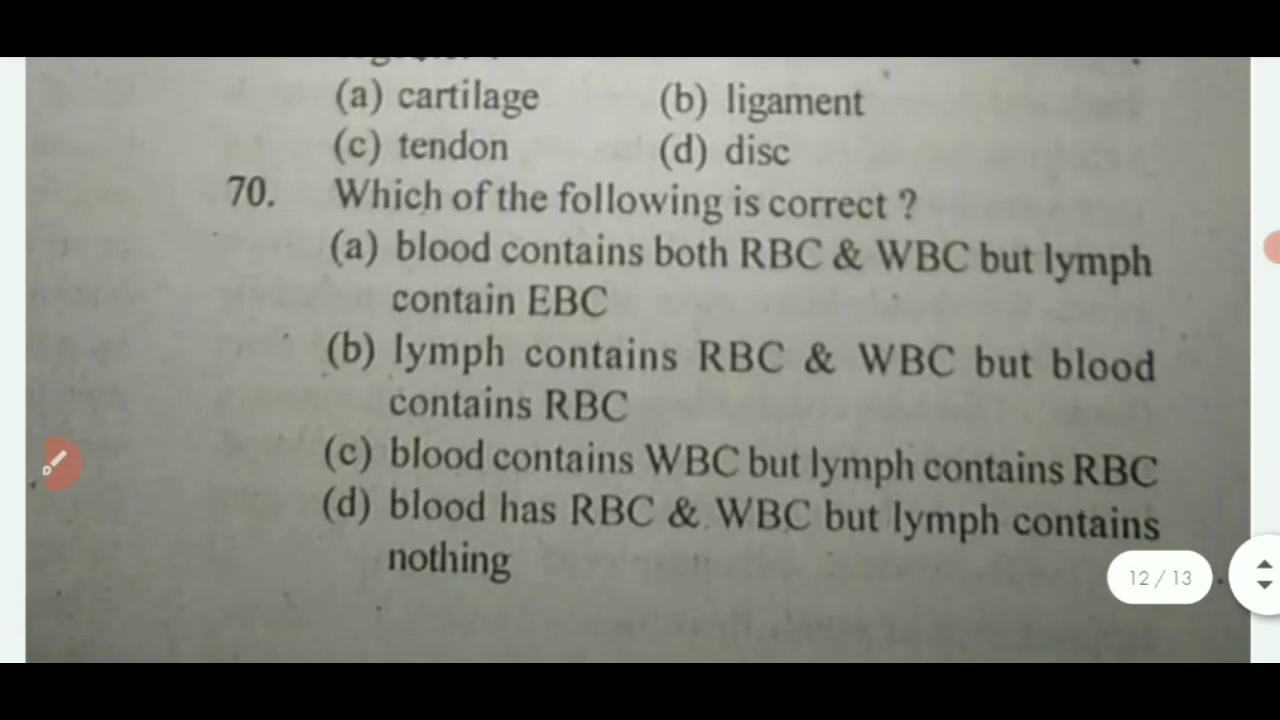 (a) cartilage (b) ligament
(c) tendon (d) disc
70. Which of the following is correct ?
(a) blood contains both RBC & WBC but lymph
contain EBC
(b) lymph contains RBC & WBC but blood
contains RBC
(c) blood contains WBC but lymph contains RBC
(d) blood has RBC & WBC but lymph contains
nothing
12 / 13